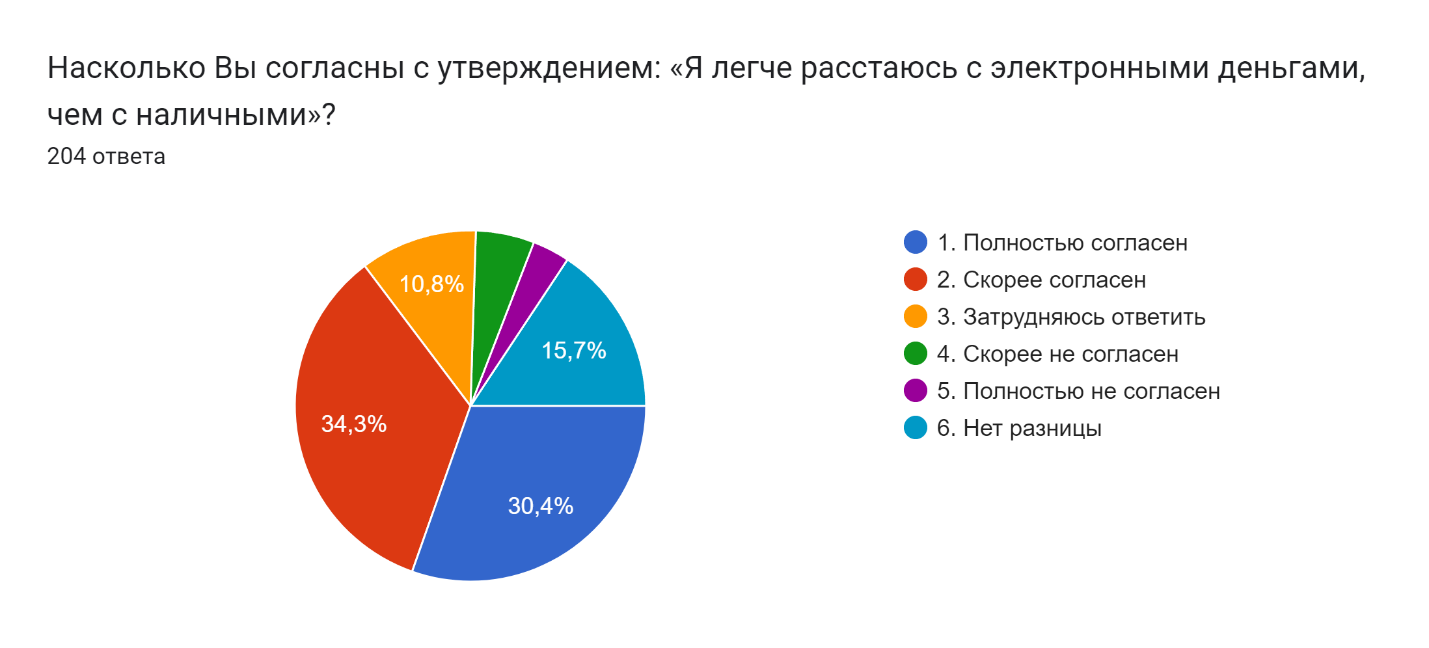 Насколько Вы согласны с утверждением: «Я легче расстаюсь с электронными деньгами,
чем с наличными»?
204 ответа
10,8%
15,7%
34,3%
30,4%
1. Полностью согласен
2. Скорее согласен
3. Затрудняюсь ответить
4. Скорее не согласен
5. Полностью не согласен
6. Нет разницы